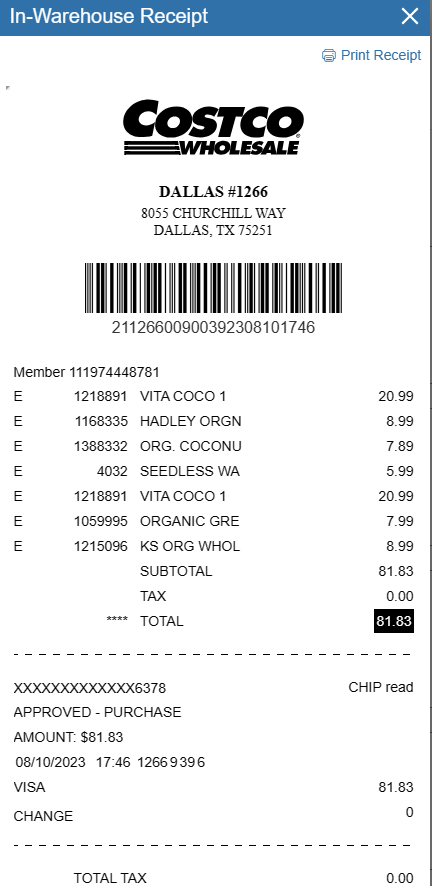 In-Warehouse Receipt
Print Receipt
COSTCO
WHOLESALE
DALLAS #1266
8055 CHURCHILL WAY
DALLAS, TX 75251
21126600900392308101746
Member 111974448781
E 1218891 VITA COCO 1 20.99
E 1168335 HADLEY ORGN 8.99
E 1388332 ORG. COCONU 7.89
E 4032 SEEDLESS WA 5.99
E 1218891 VITA COCO 1 20.99
E 1059995 ORGANIC GRE 7.99
E 1215096 KS ORG WHOL 8.99
SUBTOTAL 81.83
TAX 0.00
**** TOTAL 81.83
XXXXXXXXXXXXX6378 CHIP read
APPROVED - PURCHASE
AMOUNT: $81.83
08/10/2023 17:46 1266 9 39 6
VISA 81.83
CHANGE 0
TOTAL TAX 0.00